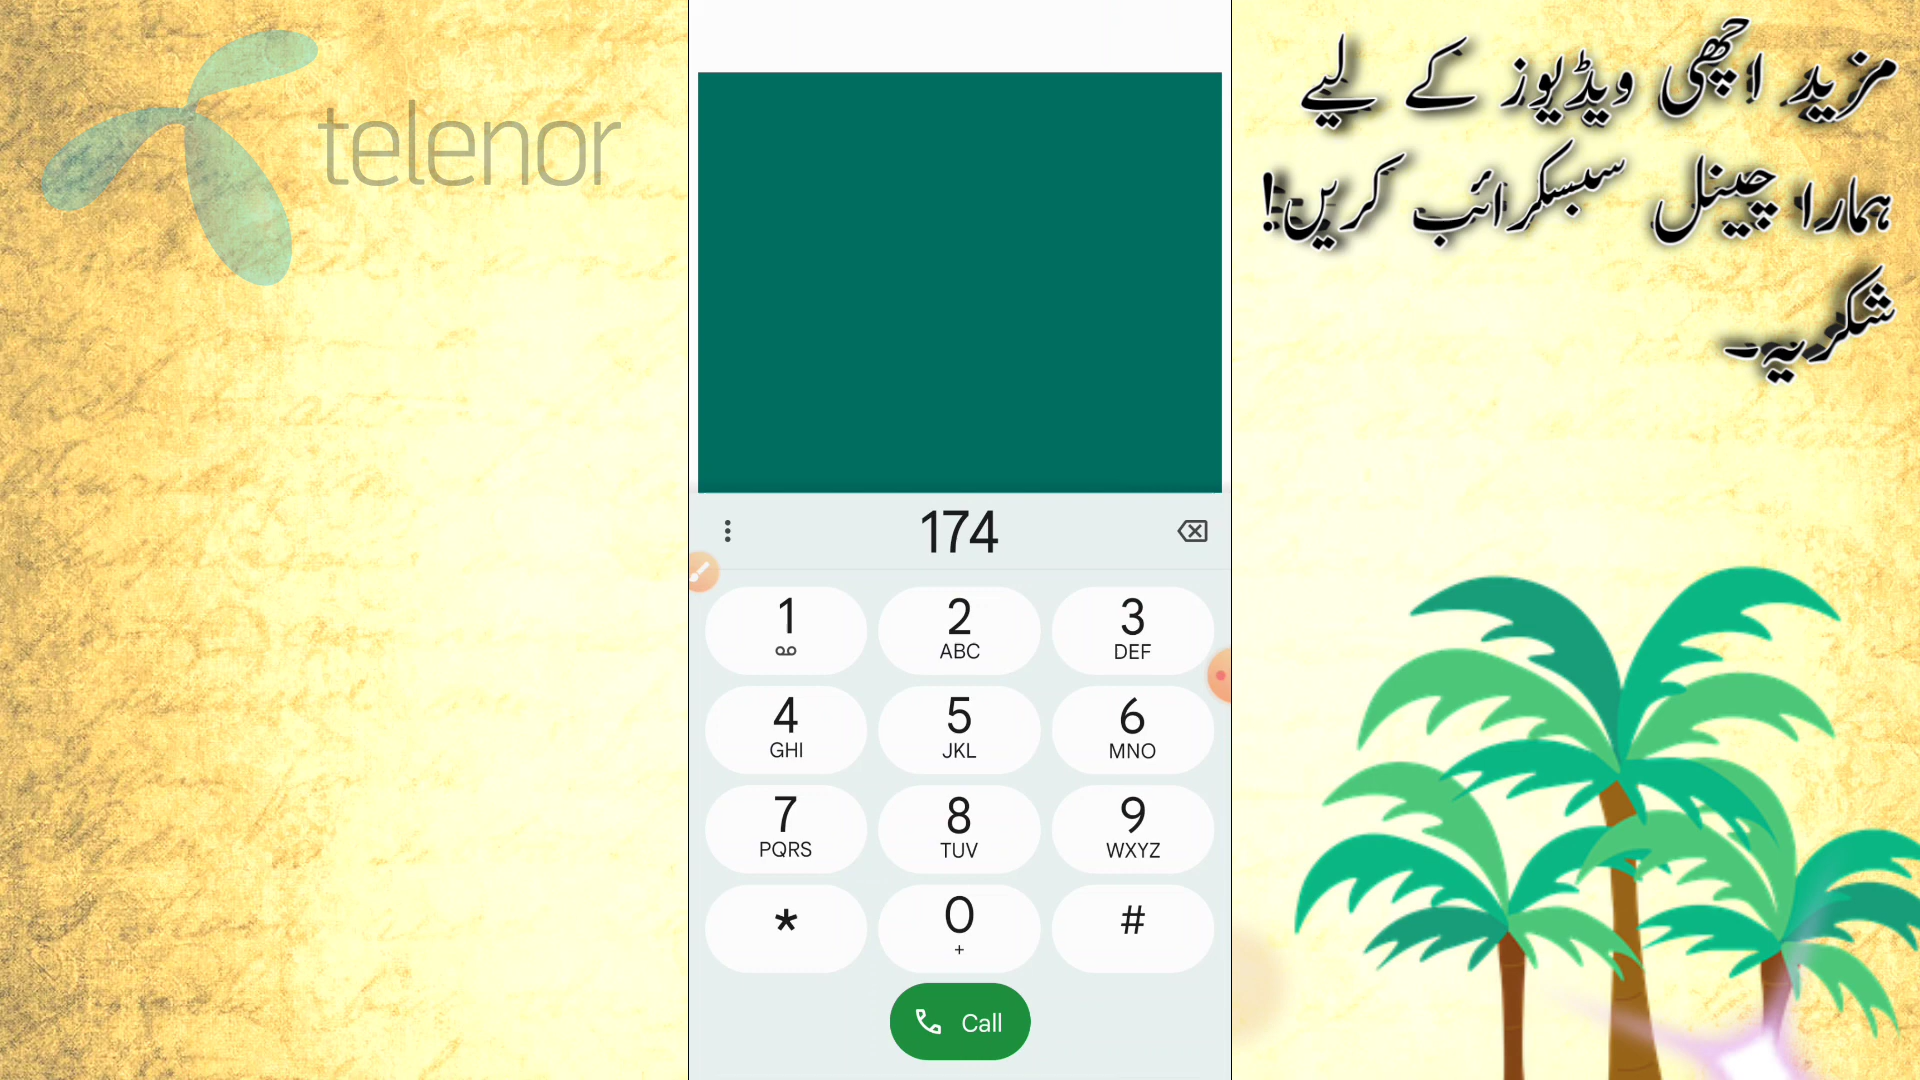 telenor
مزید اچھی ویڈیوز کے لیے
ہمارا چینل سبسکرائب کریں!
شکریہ۔
174
1
2
ABC
3
DEF
4
GHI
5
JKL
6
MNO
7
PQRS
8
TUV
9
WXYZ
*
0
+
#
Call